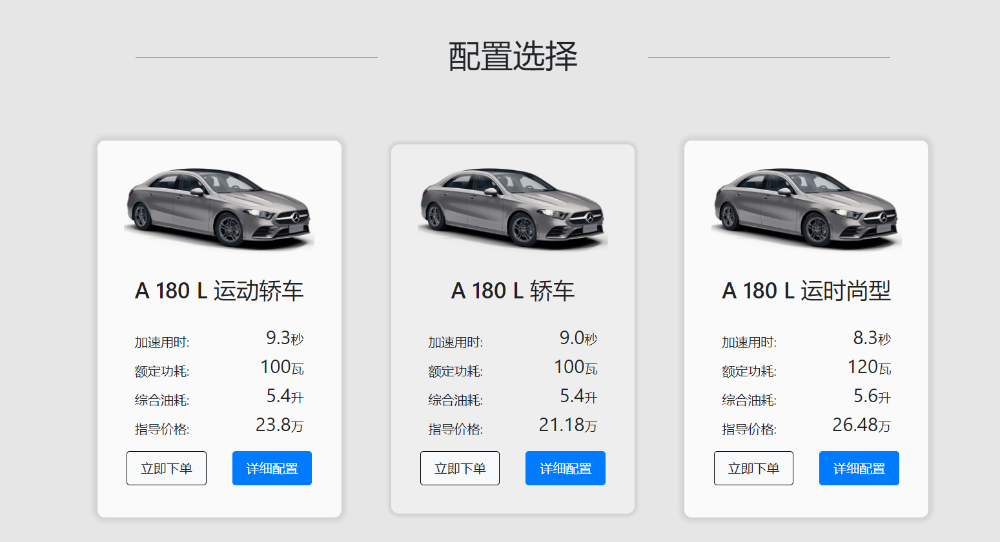 配置选择
A 180 L 运动轿车
加速用时: 9.3秒
额定功耗: 100瓦
综合油耗: 5.4升
指导价格: 23.8万
立即下单 详细配置
A 180 L 轿车
加速用时: 9.0秒
额定功耗: 100瓦
综合油耗: 5.4升
指导价格: 21.18万
立即下单 详细配置
A 180 L 运时尚型
加速用时: 8.3秒
额定功耗: 120瓦
综合油耗: 5.6升
指导价格: 26.48万
立即下单 详细配置